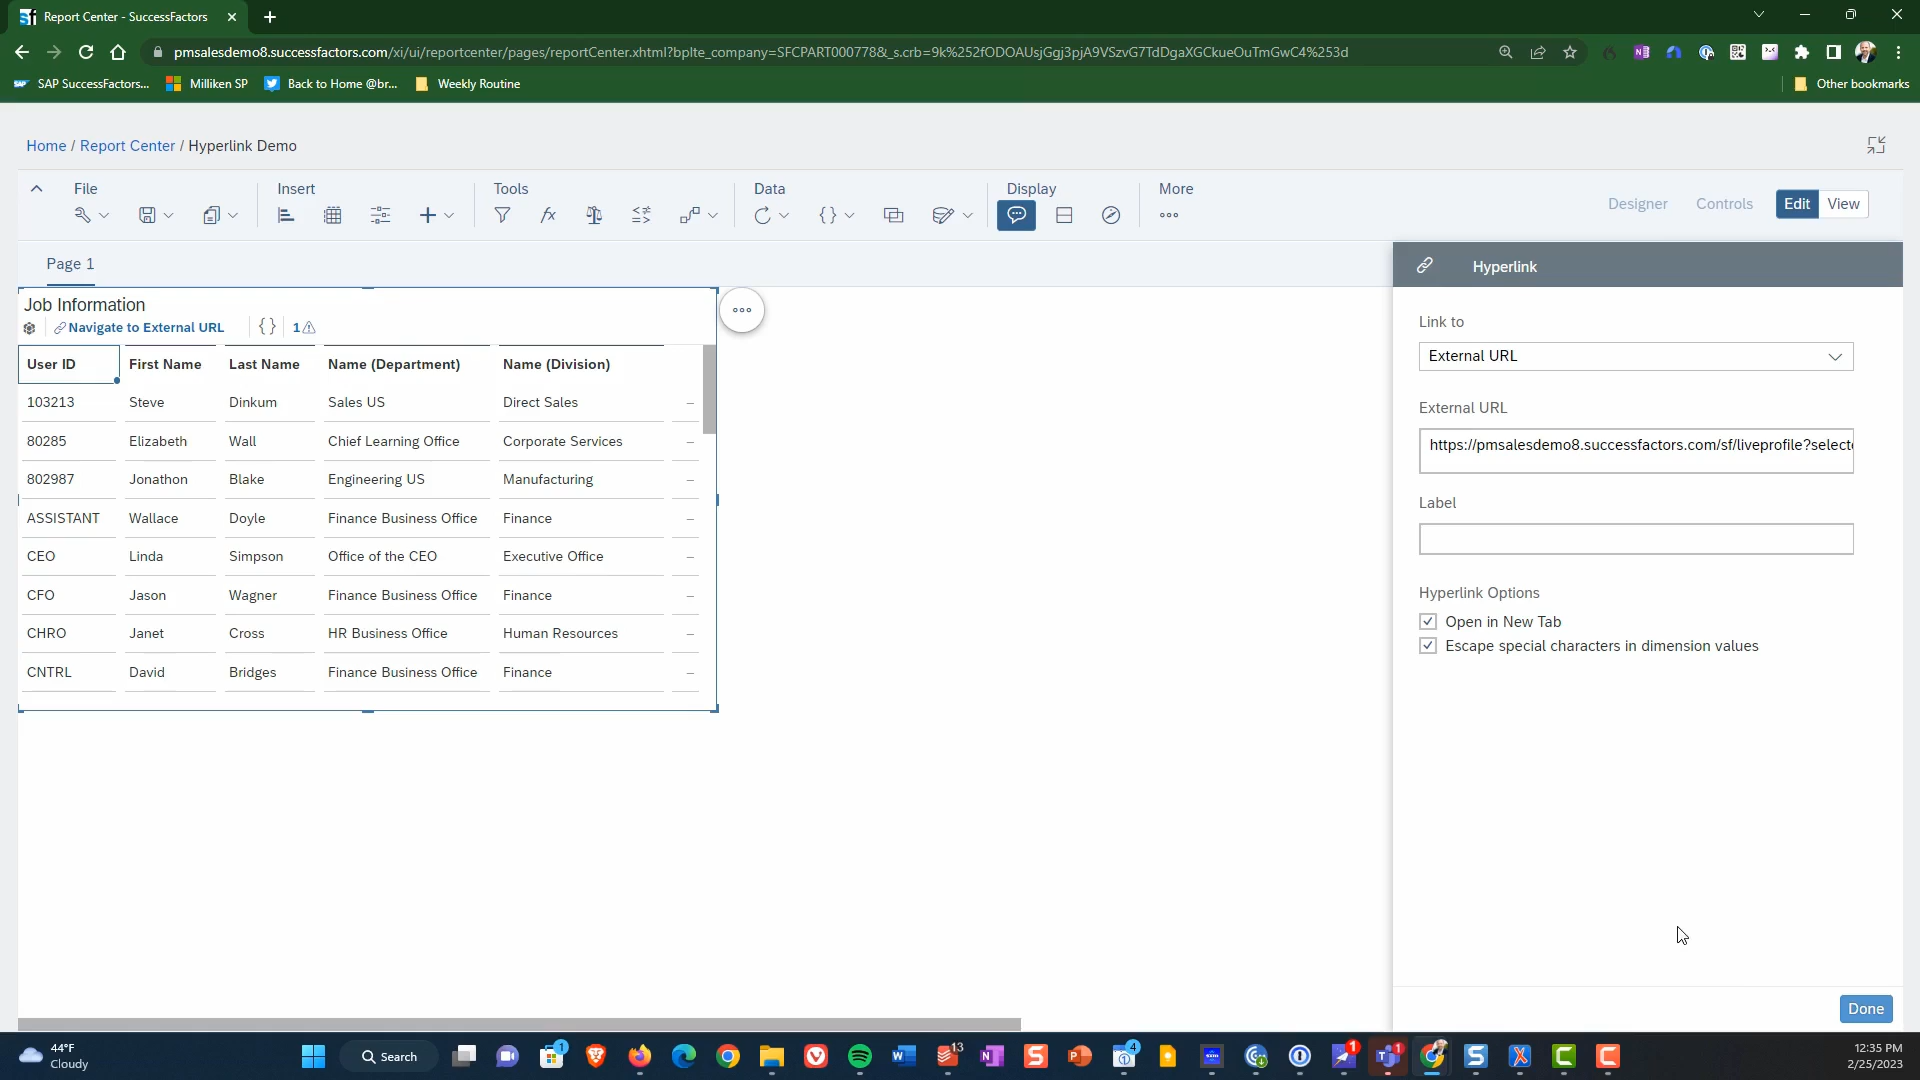 Report Center - SuccessFactors
pmsalesdemo8.successfactors.com/xi/ui/reportcenter/pages/reportCenter.xhtml?bplte_company=SFCPART000778&_s.crb=9k%252fODOAUsjGgj3pjA9VSzvG7TdDgaXGCkueOuTmGwC4%253d
SAP SuccessFactors...
Milliken SP
Back to Home @br...
Weekly Routine
Other bookmarks
Home / Report Center / Hyperlink Demo
File
Insert
Tools
Data
Display
More
Designer
Controls
Edit
View
Page 1
Job Information
Navigate to External URL
{ } 1
User ID First Name Last Name Name (Department) Name (Division)
103213 Steve Dinkum Sales US Direct Sales –
80285 Elizabeth Wall Chief Learning Office Corporate Services –
802987 Jonathon Blake Engineering US Manufacturing –
ASSISTANT Wallace Doyle Finance Business Office Finance –
CEO Linda Simpson Office of the CEO Executive Office –
CFO Jason Wagner Finance Business Office Finance –
CHRO Janet Cross HR Business Office Human Resources –
CNTRL David Bridges Finance Business Office Finance –
Hyperlink
Link to
External URL
External URL
https://pmsalesdemo8.successfactors.com/sf/liveprofile?select
Label
Hyperlink Options
Open in New Tab
Escape special characters in dimension values
Done
44°F
Cloudy
Search
1
13
4
1
1
12:35 PM
2/25/2023